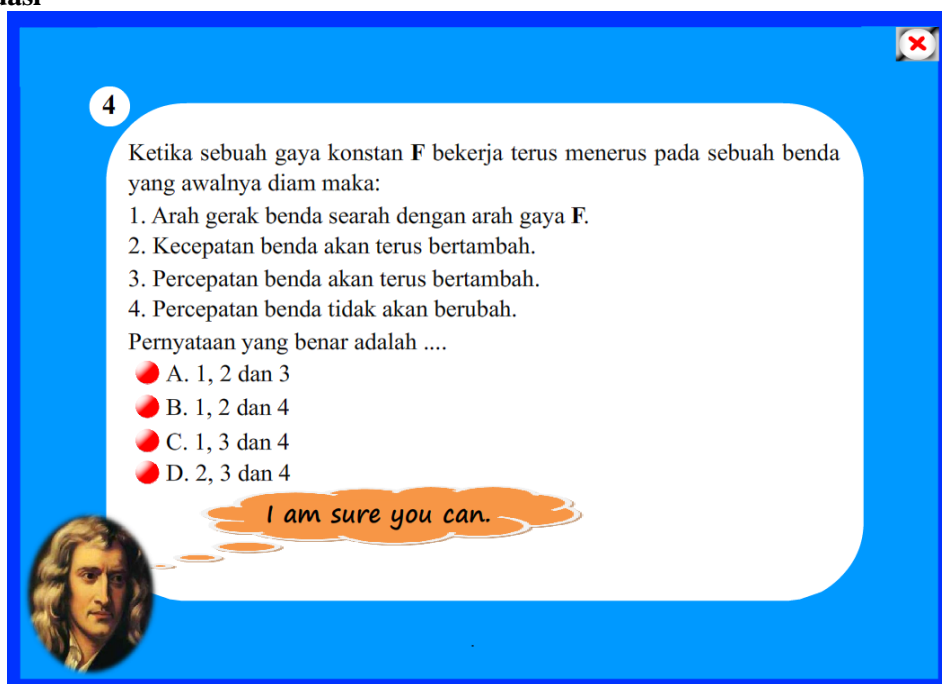 4
Ketika sebuah gaya konstan F bekerja terus menerus pada sebuah benda
yang awalnya diam maka:
1. Arah gerak benda searah dengan arah gaya F.
2. Kecepatan benda akan terus bertambah.
3. Percepatan benda akan terus bertambah.
4. Percepatan benda tidak akan berubah.
Pernyataan yang benar adalah ....
A. 1, 2 dan 3
B. 1, 2 dan 4
C. 1, 3 dan 4
D. 2, 3 dan 4
I am sure you can.